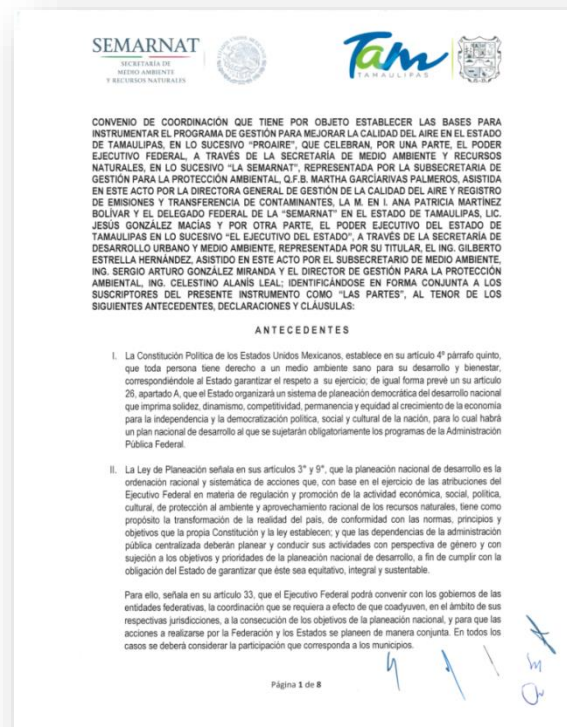 SEMARNAT
SECRETARÍA DE
MEDIO AMBIENTE
Y RECURSOS NATURALES
Tam
TAMAULIPAS
CONVENIO DE COORDINACIÓN QUE TIENE POR OBJETO ESTABLECER LAS BASES PARA
INSTRUMENTAR EL PROGRAMA DE GESTIÓN PARA MEJORAR LA CALIDAD DEL AIRE EN EL ESTADO
DE TAMAULIPAS, EN LO SUCESIVO “PROAIRE”, QUE CELEBRAN, POR UNA PARTE, EL PODER
EJECUTIVO FEDERAL, A TRAVÉS DE LA SECRETARÍA DE MEDIO AMBIENTE Y RECURSOS
NATURALES, EN LO SUCESIVO “LA SEMARNAT”, REPRESENTADA POR LA SUBSECRETARIA DE
GESTIÓN PARA LA PROTECCIÓN AMBIENTAL, Q.F.B. MARTHA GARCÍARIVAS PALMEROS, ASISTIDA
EN ESTE ACTO POR LA DIRECTORA GENERAL DE GESTIÓN DE LA CALIDAD DEL AIRE Y REGISTRO
DE EMISIONES Y TRANSFERENCIA DE CONTAMINANTES, LA M. EN I. ANA PATRICIA MARTÍNEZ
BOLÍVAR Y EL DELEGADO FEDERAL DE LA “SEMARNAT” EN EL ESTADO DE TAMAULIPAS, LIC.
JESÚS GONZÁLEZ MACÍAS Y POR OTRA PARTE, EL PODER EJECUTIVO DEL ESTADO DE
TAMAULIPAS EN LO SUCESIVO “EL EJECUTIVO DEL ESTADO”, A TRAVÉS DE LA SECRETARÍA DE
DESARROLLO URBANO Y MEDIO AMBIENTE, REPRESENTADA POR SU TITULAR, EL ING. GILBERTO
ESTRELLA HERNÁNDEZ, ASISTIDO EN ESTE ACTO POR EL SUBSECRETARIO DE MEDIO AMBIENTE,
ING. SERGIO ARTURO GONZÁLEZ MIRANDA Y EL DIRECTOR DE GESTIÓN PARA LA PROTECCIÓN
AMBIENTAL, ING. CELESTINO ALANÍS LEAL; IDENTIFICÁNDOSE EN FORMA CONJUNTA A LOS
SUSCRIPTORES DEL PRESENTE INSTRUMENTO COMO “LAS PARTES”, AL TENOR DE LOS
SIGUIENTES ANTECEDENTES, DECLARACIONES Y CLÁUSULAS:
ANTECEDENTES
I. La Constitución Política de los Estados Unidos Mexicanos, establece en su artículo 4º párrafo quinto,
que toda persona tiene derecho a un medio ambiente sano para su desarrollo y bienestar,
correspondiéndole al Estado garantizar el respeto a su ejercicio; de igual forma prevé un su artículo
26, apartado A, que el Estado organizará un sistema de planeación democrática del desarrollo nacional
que imprima solidez, dinamismo, competitividad, permanencia y equidad al crecimiento de la economía
para la independencia y la democratización política, social y cultural de la nación, para lo cual habrá
un plan nacional de desarrollo al que se sujetarán obligatoriamente los programas de la Administración
Pública Federal.
II. La Ley de Planeación señala en sus artículos 3° y 9°, que la planeación nacional de desarrollo es la
ordenación racional y sistemática de acciones que, con base en el ejercicio de las atribuciones del
Ejecutivo Federal en materia de regulación y promoción de la actividad económica, social, política,
cultural, de protección al ambiente y aprovechamiento racional de los recursos naturales, tiene como
propósito la transformación de la realidad del país, de conformidad con las normas, principios y
objetivos que la propia Constitución y la ley establecen; y que las dependencias de la administración
pública centralizada deberán planear y conducir sus actividades con perspectiva de género y con
sujeción a los objetivos y prioridades de la planeación nacional de desarrollo, a fin de cumplir con la
obligación del Estado de garantizar que éste sea equitativo, integral y sustentable.
Para ello, señala en su artículo 33, que el Ejecutivo Federal podrá convenir con los gobiernos de las
entidades federativas, la coordinación que se requiera a efecto de que coadyuven, en el ámbito de sus
respectivas jurisdicciones, a la consecución de los objetivos de la planeación nacional, y para que las
acciones a realizarse por la Federación y los Estados se planeen de manera conjunta. En todos los
casos se deberá considerar la participación que corresponda a los municipios.
Página 1 de 8